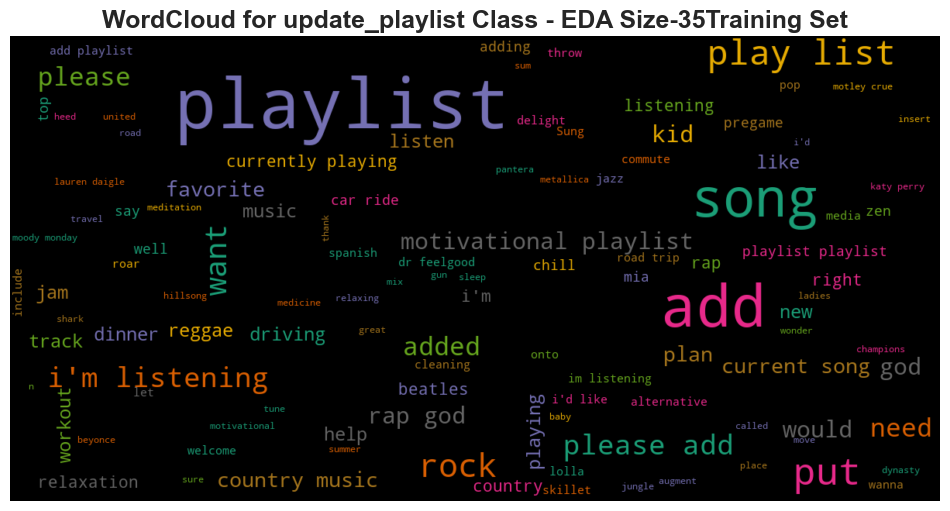 WordCloud for update_playlist Class - EDA Size-35Training Set
add playlist
adding
throw
play list
please
sum
pop
motley crue
playlist
top
heed
united
road
listen
delight
Sung
listening
kid
pregame
insert
i'd
currently playing
commute
like
lauren daigle
favorite
pantera
metallica
jazz
song
katy perry
say
meditation
music
car ride
media
zen
travel
moody monday
well
want
thank
spanish
motivational playlist
playlist playlist
roar
dr feelgood
chill
road trip
mia
rap
right
include
jam
hillsong
medicine
mix
gun
sleep
relaxing
i'm
add
ladies
new
shark
track
dinner
reggae
driving
great
added
cleaning
onto
plan
wonder
current song
champions
god
i'm listening
n
let
beatles
im listening
workout
tune
motivational
rap god
playing
i'd like
baby
alternative
called
would
need
beyonce
welcome
help
summer
please add
move
relaxation
sure
country music
rock
country
lolla
skillet
jungle
augment
place
put
dynasty
wanna